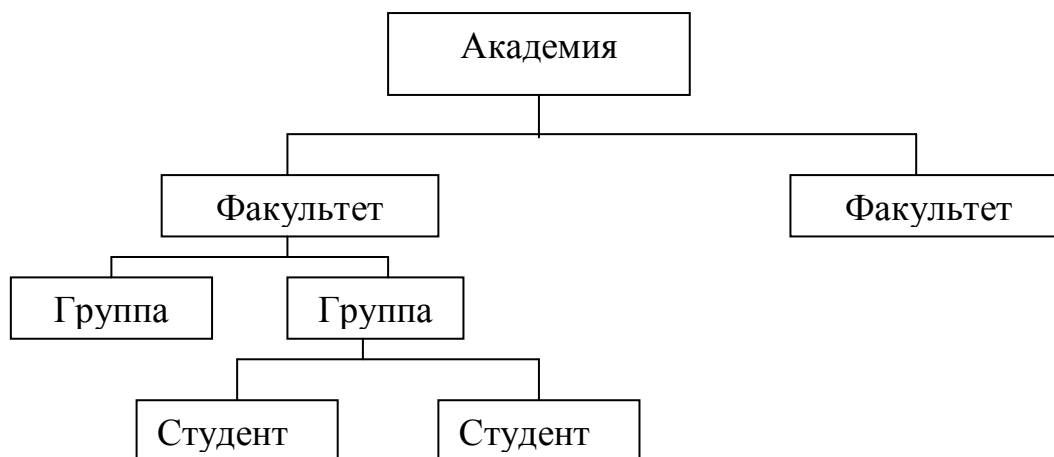 Академия
Факультет Факультет
Группа Группа
Студент Студент